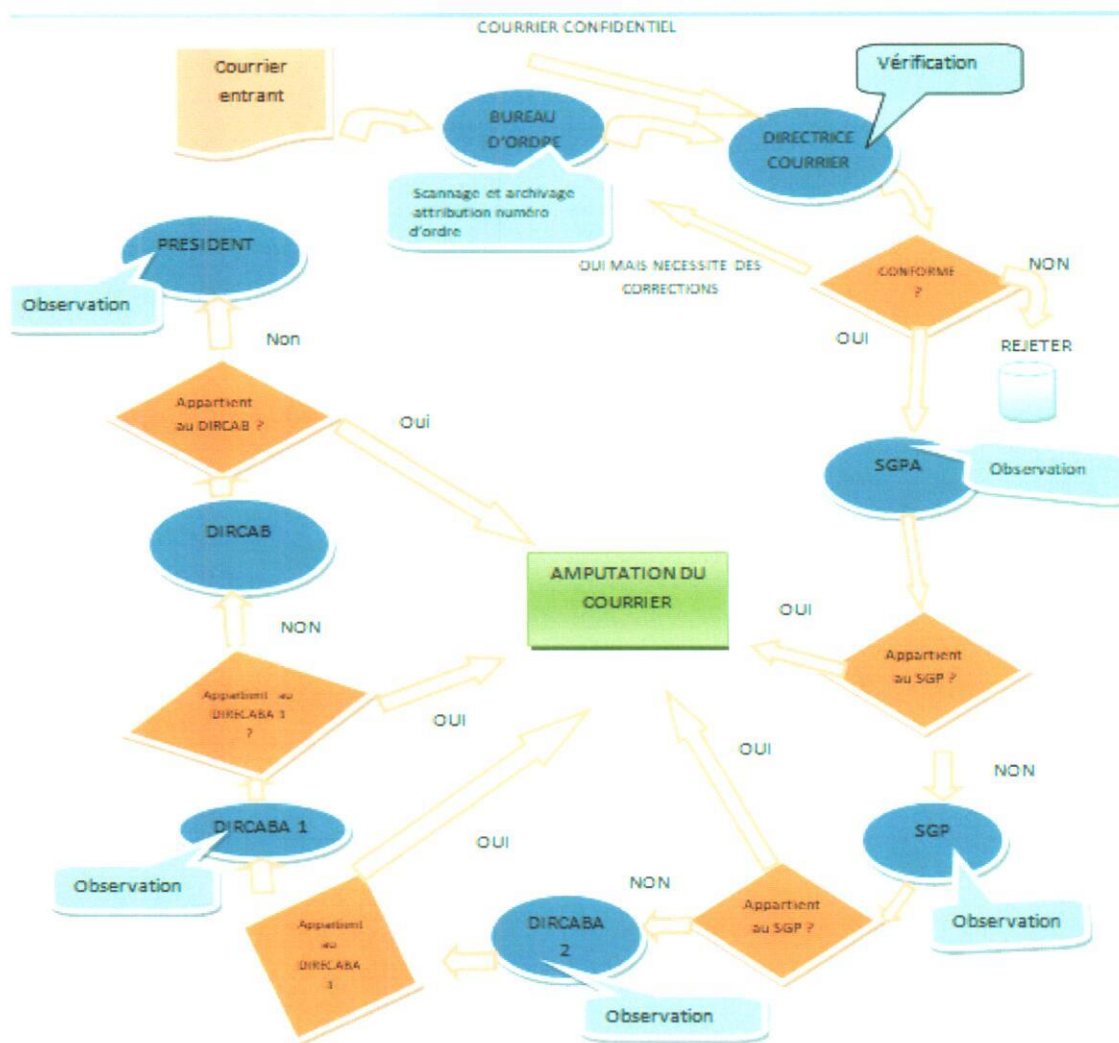 COURRIER CONFIDENTIEL
Courrier
entrant
BUREAU
D'ORDRE
Scannage et archivage
attribution numéro
d'ordre
DIRECTRICE
COURRIER
Vérification
CONFORME
?
NON
REJETER
OUI MAIS NECESSITE DES
CORRECTIONS
OUI
SGPA
Observation
Appartient
au SGP ?
OUI
NON
SGP
Observation
Appartient
au SGP ?
OUI
NON
DIRCABA
2
Observation
Appartient
au
DIRECABA
OUI
DIRCABA 1
Observation
Appartient au
DIRECABA 1
?
OUI
NON
DIRCAB
Appartient
au DIRCAB ?
Oui
Non
PRESIDENT
Observation
AMPUTATION DU
COURRIER